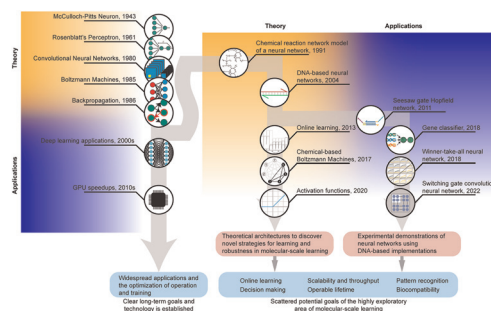 Theory
Applications
McCulloch-Pitts Neuron, 1943
Rosenblatt's Perceptron, 1961
Convolutional Neural Networks, 1980
Boltzmann Machines, 1985
Backpropagation, 1986
Deep learning applications, 2000s
GPU speedups, 2010s
Widespread applications and
the optimization of operation
and training
Clear long-term goals and
technology is established
Theory
Applications
Chemical reaction network model
of a neural network, 1991
DNA-based neural
networks, 2004
Seesaw gate Hopfield
network, 2011
Online learning, 2013
Gene classifier, 2018
Chemical-based
Boltzmann Machines, 2017
Winner-take-all neural
network, 2018
Activation functions, 2020
Switching gate convolutional
neural network, 2022
Theoretical architectures to discover
novel strategies for learning and
robustness in molecular-scale learning
Experimental demonstrations of
neural networks using
DNA-based implementations
Online learning
Decision making
Scalability and throughput
Operable lifetime
Pattern recognition
Biocompatibility
Scattered potential goals of the highly exploratory
area of molecular-scale learning